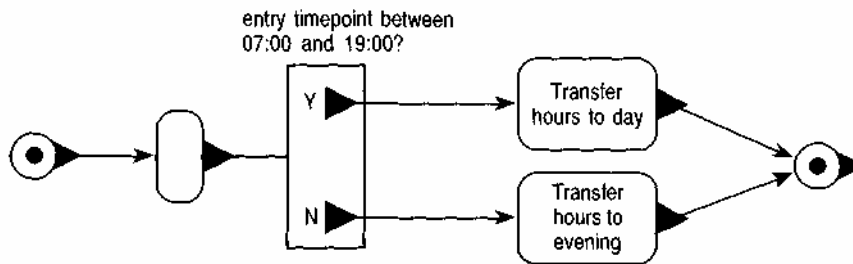 entry timepoint between
07:00 and 19:00?
Y
Transfer
hours to day
N
Transfer
hours to
evening